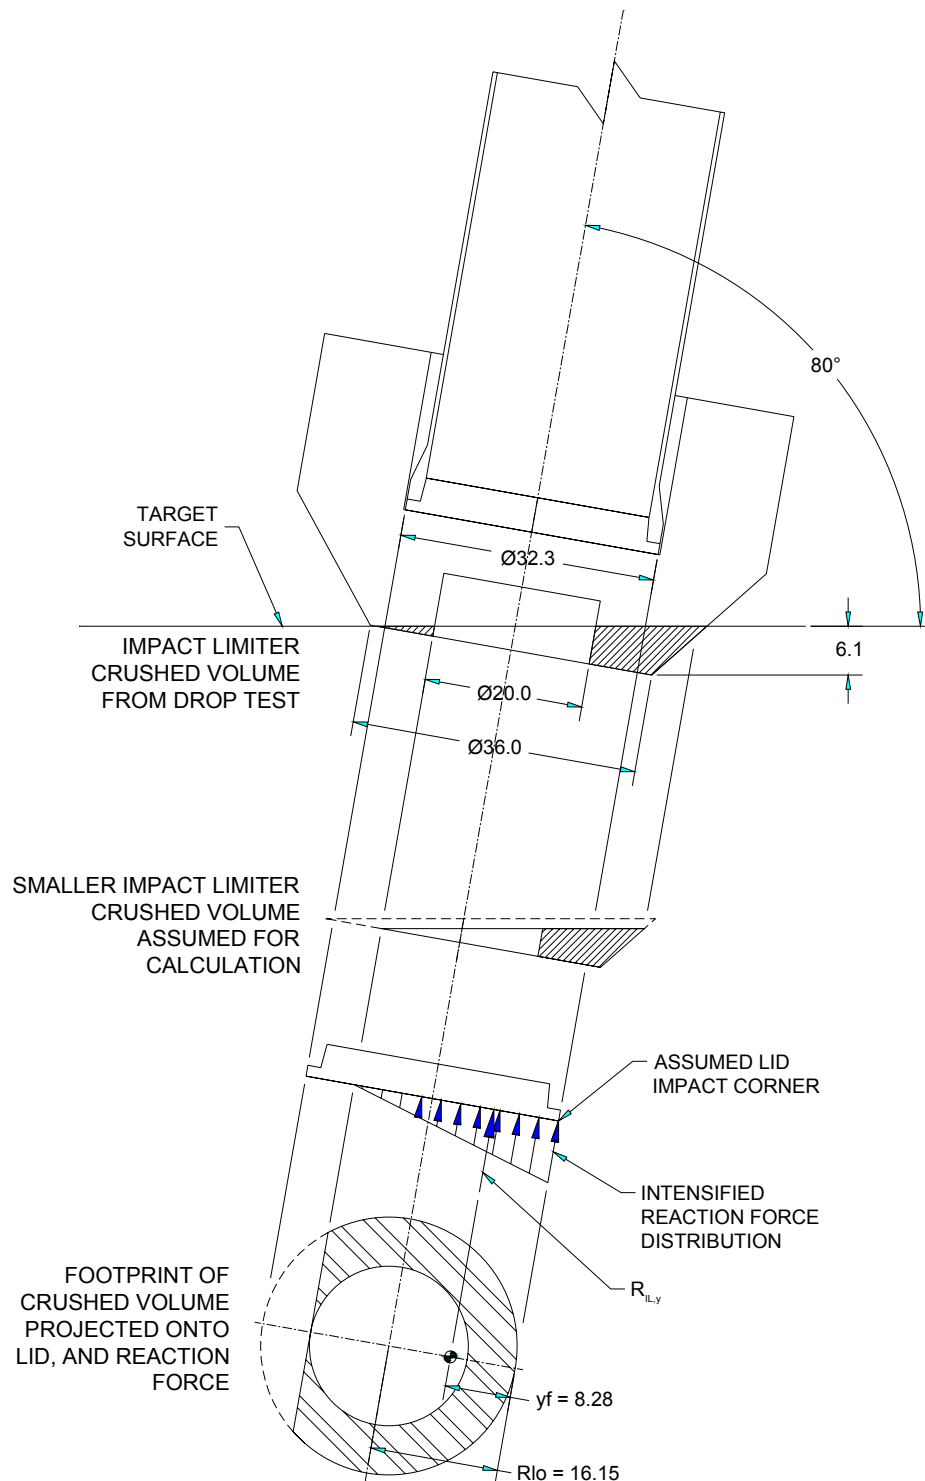 80°
TARGET
SURFACE
Ø32.3
IMPACT LIMITER
CRUSHED VOLUME
FROM DROP TEST
6.1
Ø20.0
Ø36.0
SMALLER IMPACT LIMITER
CRUSHED VOLUME
ASSUMED FOR
CALCULATION
ASSUMED LID
IMPACT CORNER
INTENSIFIED
REACTION FORCE
DISTRIBUTION
R_IL,y
FOOTPRINT OF
CRUSHED VOLUME
PROJECTED ONTO
LID, AND REACTION
FORCE
yf = 8.28
Rlo = 16.15